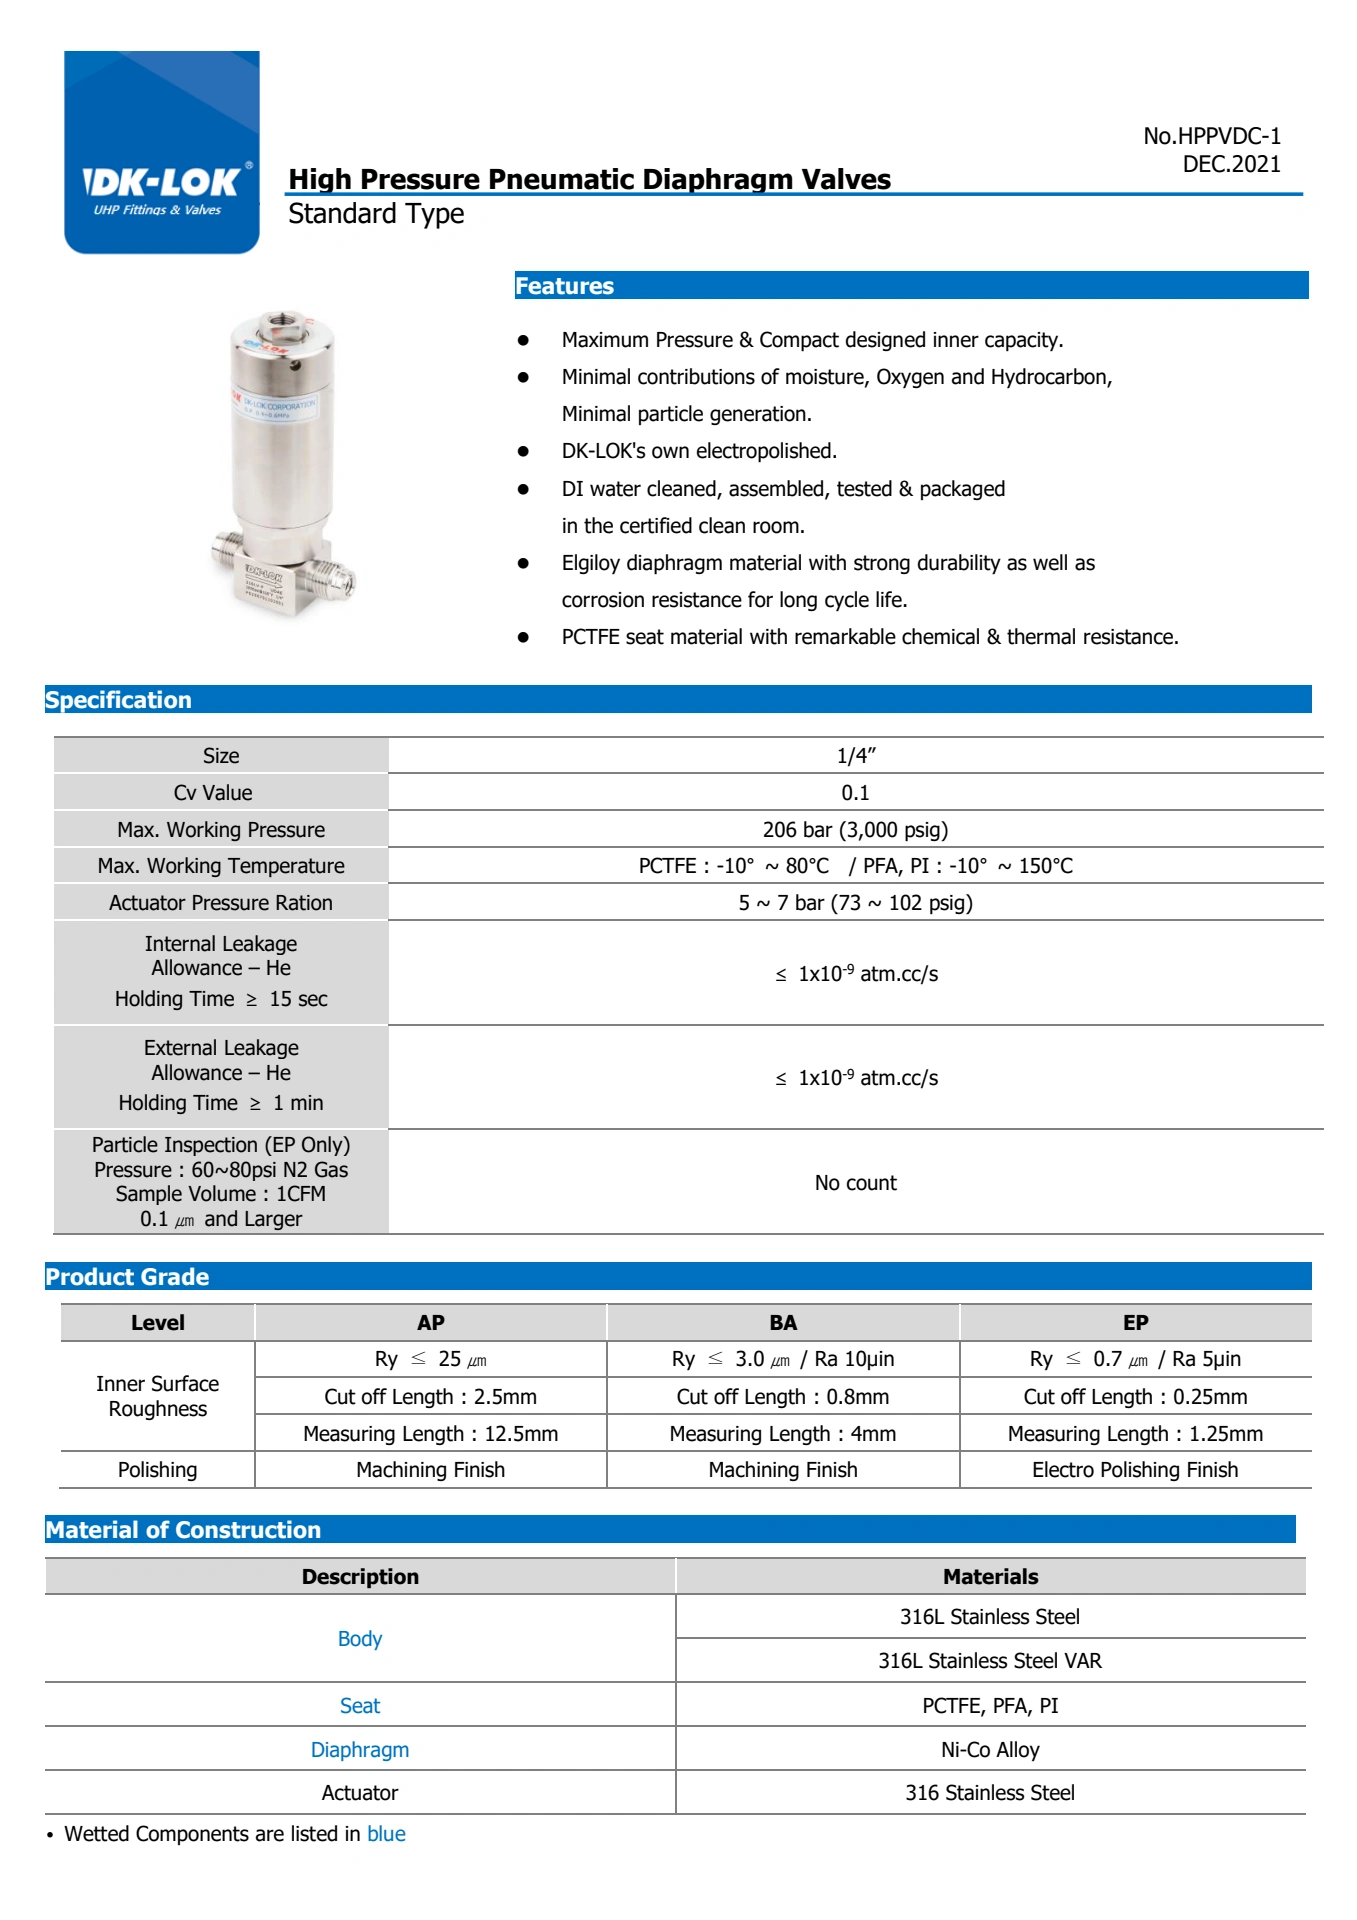 DK-LOK®
UHP Fittings & Valves
No.HPPVDC-1
DEC.2021
High Pressure Pneumatic Diaphragm Valves
Standard Type
Features
● Maximum Pressure & Compact designed inner capacity.
● Minimal contributions of moisture, Oxygen and Hydrocarbon,
Minimal particle generation.
● DK-LOK's own electropolished.
● DI water cleaned, assembled, tested & packaged
in the certified clean room.
● Elgiloy diaphragm material with strong durability as well as
corrosion resistance for long cycle life.
● PCTFE seat material with remarkable chemical & thermal resistance.
DK-LOK
LOK
DK-LOK CORPORATION
DK-LOK
Specification
Size 1/4”
Cv Value 0.1
Max. Working Pressure 206 bar (3,000 psig)
Max. Working Temperature PCTFE : -10° ~ 80°C / PFA, PI : -10° ~ 150°C
Actuator Pressure Ration 5 ~ 7 bar (73 ~ 102 psig)
Internal Leakage
Allowance – He
Holding Time ≥ 15 sec
≤ 1x10⁻⁹ atm.cc/s
External Leakage
Allowance – He
Holding Time ≥ 1 min
≤ 1x10⁻⁹ atm.cc/s
Particle Inspection (EP Only)
Pressure : 60~80psi N2 Gas
Sample Volume : 1CFM
0.1 ㎛ and Larger
No count
Product Grade
Level AP BA EP
Inner Surface
Roughness
Ry ≤ 25 ㎛ Ry ≤ 3.0 ㎛ / Ra 10µin Ry ≤ 0.7 ㎛ / Ra 5µin
Cut off Length : 2.5mm Cut off Length : 0.8mm Cut off Length : 0.25mm
Measuring Length : 12.5mm Measuring Length : 4mm Measuring Length : 1.25mm
Polishing Machining Finish Machining Finish Electro Polishing Finish
Material of Construction
Description Materials
Body
316L Stainless Steel
316L Stainless Steel VAR
Seat PCTFE, PFA, PI
Diaphragm Ni-Co Alloy
Actuator 316 Stainless Steel
• Wetted Components are listed in blue